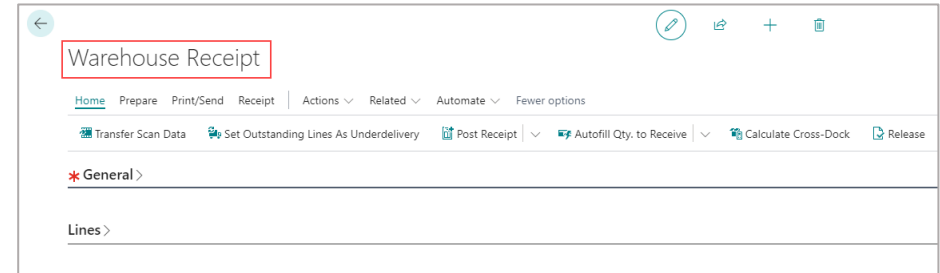 Warehouse Receipt
Home Prepare Print/Send Receipt Actions Related Automate Fewer options
Transfer Scan Data Set Outstanding Lines As Underdelivery Post Receipt Autofill Qty. to Receive Calculate Cross-Dock Release
* General >
Lines >